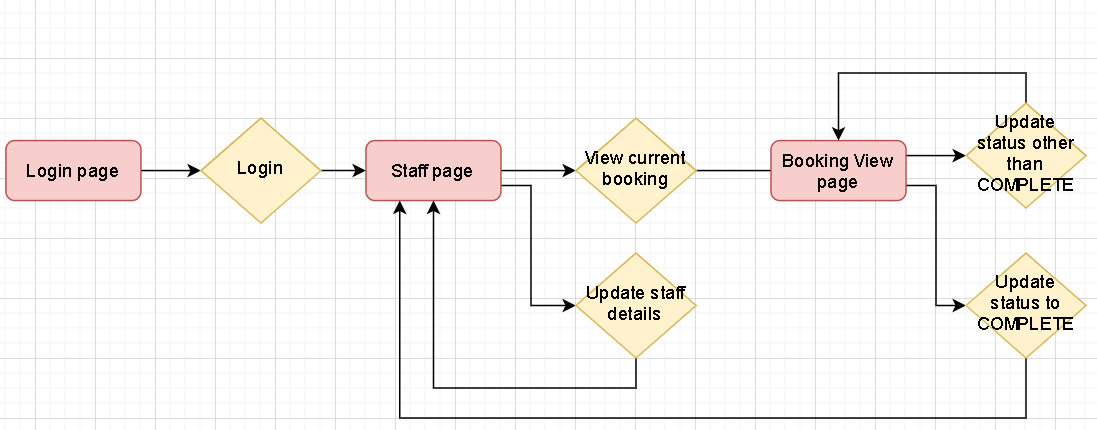 Login page
Login
Staff page
View current
booking
Booking View
page
Update
status other
than
COMPLETE
Update staff
details
Update
status to
COMPLETE